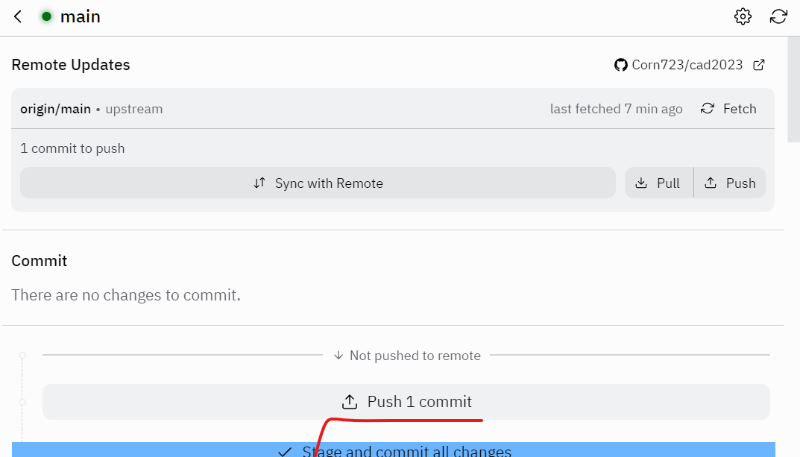 main
Remote Updates
Corn723/cad2023
origin/main • upstream
last fetched 7 min ago
Fetch
1 commit to push
Sync with Remote
Pull
Push
Commit
There are no changes to commit.
Not pushed to remote
Push 1 commit
Stage and commit all changes